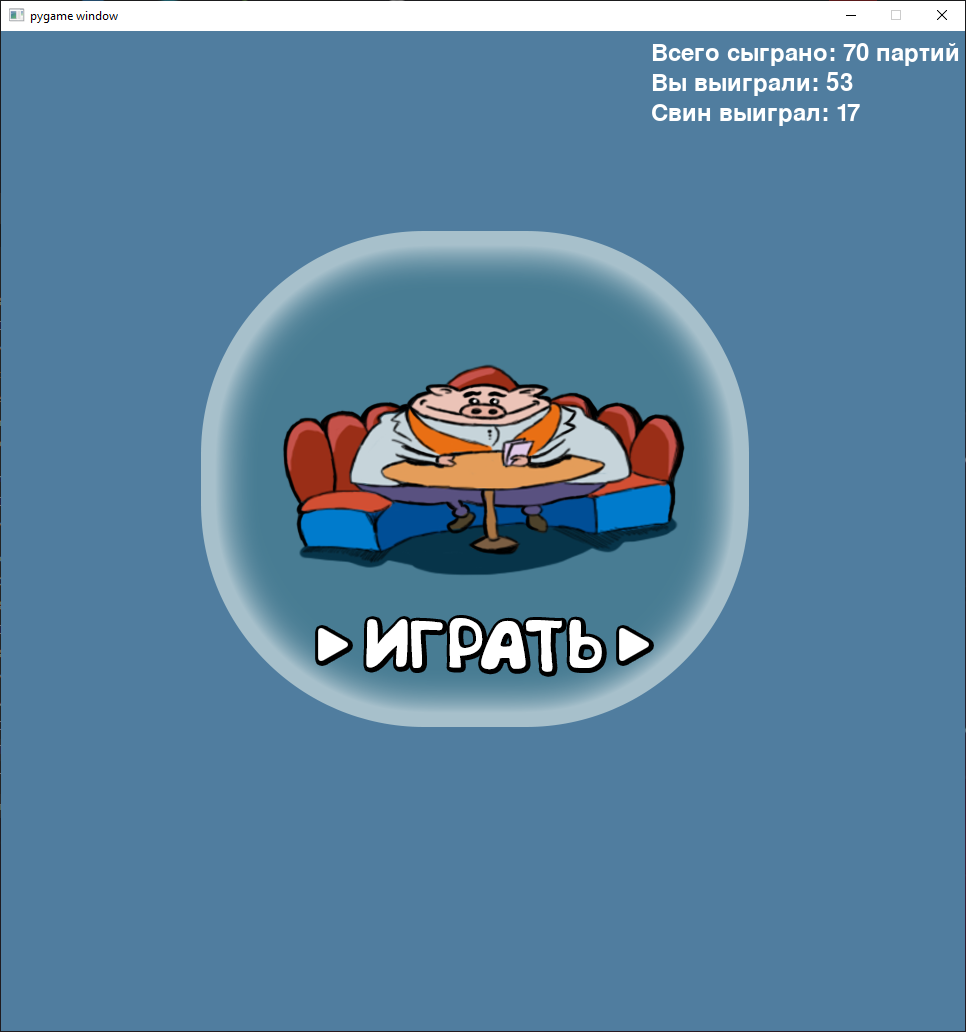 pygame window
Всего сыграно: 70 партий
Вы выиграли: 53
Свин выиграл: 17
ИГРАТЬ